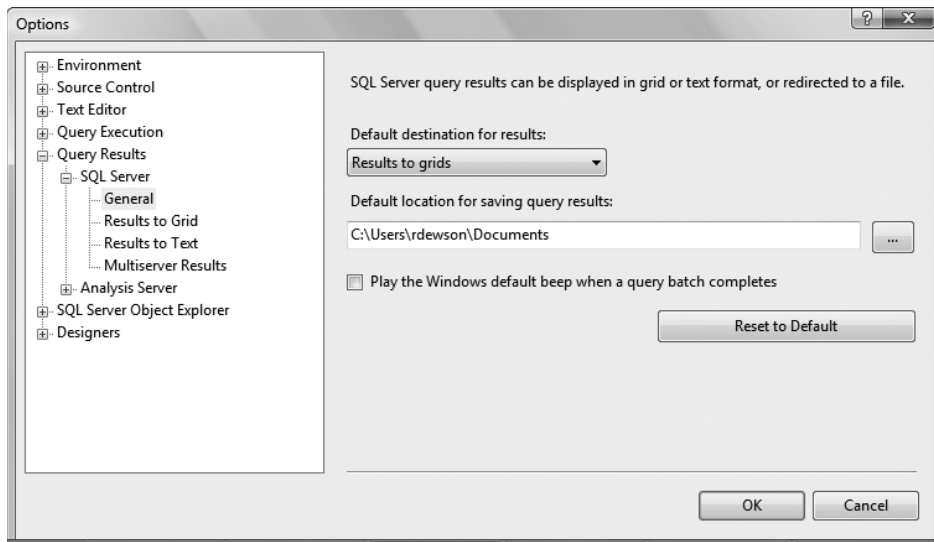 Options
Environment
Source Control
Text Editor
Query Execution
Query Results
SQL Server
General
Results to Grid
Results to Text
Multiserver Results
Analysis Server
SQL Server Object Explorer
Designers
SQL Server query results can be displayed in grid or text format, or redirected to a file.
Default destination for results:
Results to grids
Default location for saving query results:
C:\Users\rdewson\Documents
...
Play the Windows default beep when a query batch completes
Reset to Default
OK
Cancel